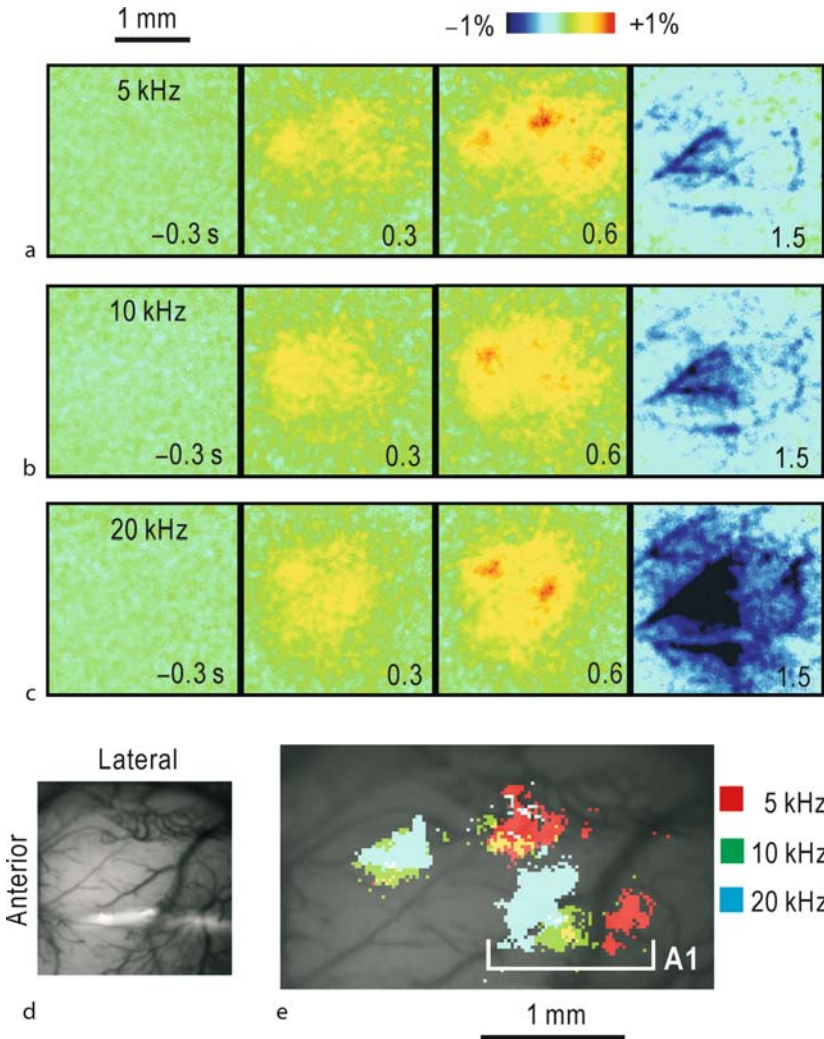 1 mm
−1% +1%
5 kHz
−0.3 s 0.3 0.6 1.5
a
10 kHz
−0.3 s 0.3 0.6 1.5
b
20 kHz
−0.3 s 0.3 0.6 1.5
c
Lateral
Anterior
d
5 kHz
10 kHz
20 kHz
A1
e
1 mm